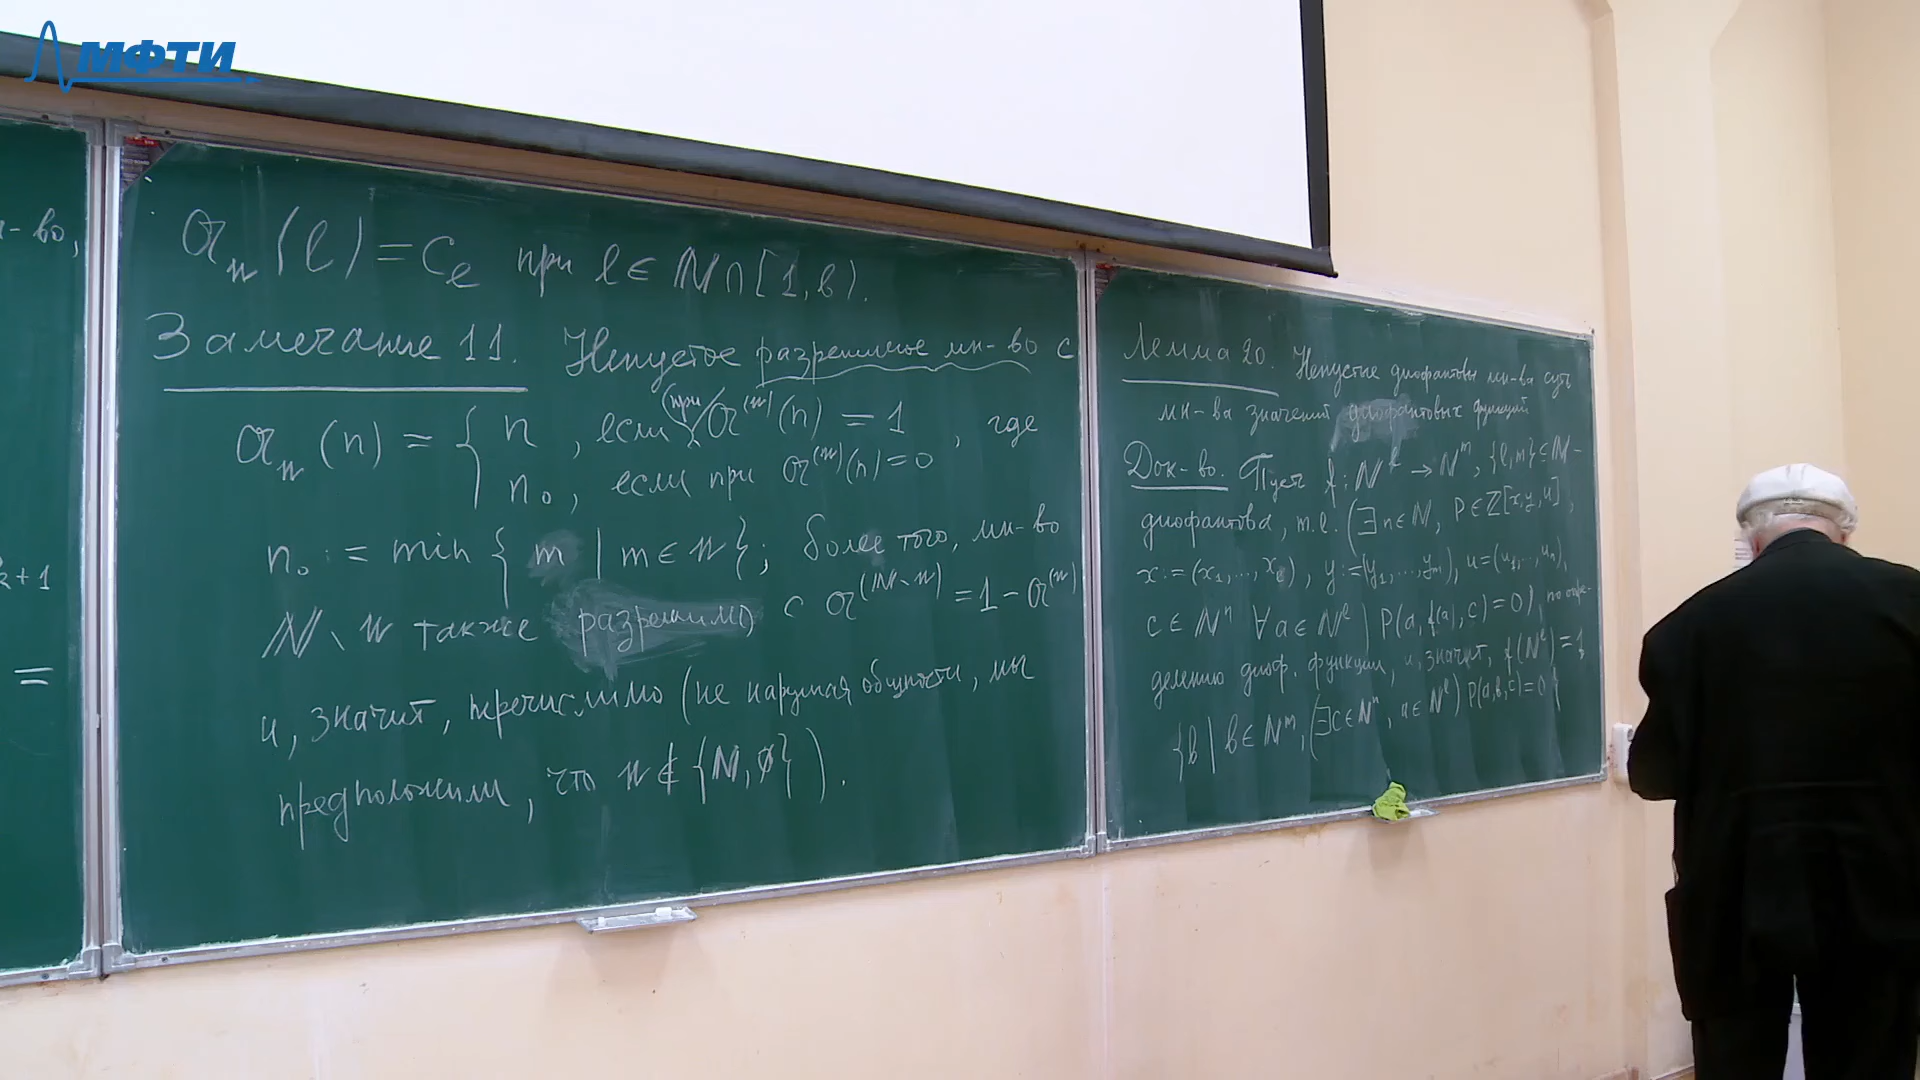 МФТИ
н-во,
k+1
=
α_𝓃(l) = c_l при l ∈ ℕ∩[1,b).
Замечание 11. Непустое разрешимое мн-во с
α_𝓃(n) = { n, если (при) α^(𝓃)(n) = 1, где
n₀, если при α^(𝓃)(n)=0
n₀ := min { m | m ∈ 𝓃}; более того, мн-во
ℕ∖𝓃 также разрешимо с α^(ℕ∖𝓃) = 1 − α^(𝓃)
и, значит, перечислимо (не нарушая общности, мы
предположим, что 𝓃 ∉ {ℕ, ∅}).
Лемма 20. Непустые диофантовы мн-ва суть
мн-ва значений диофантовых функций
Док-во. Пусть f: ℕ^l → ℕ^m, {l,m} ⊆ ℕ –
диофантова, т.е. (∃ n∈ℕ, P∈ℤ[x,y,u],
x:=(x₁,…,x_l), y:=(y₁,…,y_m), u=(u₁,…,u_n),
c∈ℕ^n ∀a∈ℕ^l) P(a,f(a),c)=0), по опре-
делению диоф. функции, и, значит, f(ℕ^l) =
{b | b∈ℕ^m, (∃c∈ℕ^n, a∈ℕ^l) P(a,b,c)=0}